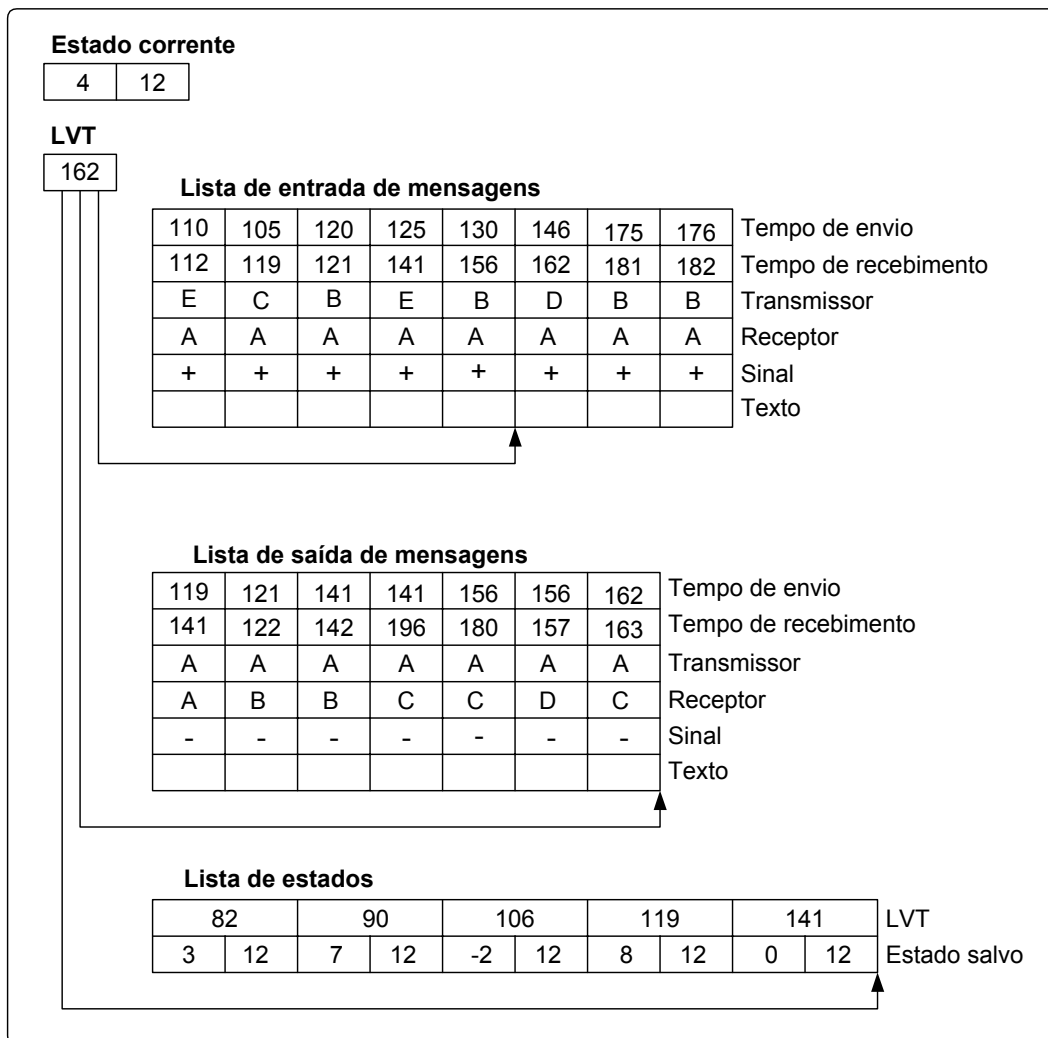 Estado corrente
4 12
LVT
162
Lista de entrada de mensagens
110 105 120 125 130 146 175 176 Tempo de envio
112 119 121 141 156 162 181 182 Tempo de recebimento
E C B E B D B B Transmissor
A A A A A A A A Receptor
+ + + + + + + + Sinal
Texto
Lista de saída de mensagens
119 121 141 141 156 156 162 Tempo de envio
141 122 142 196 180 157 163 Tempo de recebimento
A A A A A A A Transmissor
A B B C C D C Receptor
- - - - - - - Sinal
Texto
Lista de estados
82 90 106 119 141 LVT
3 12 7 12 -2 12 8 12 0 12 Estado salvo